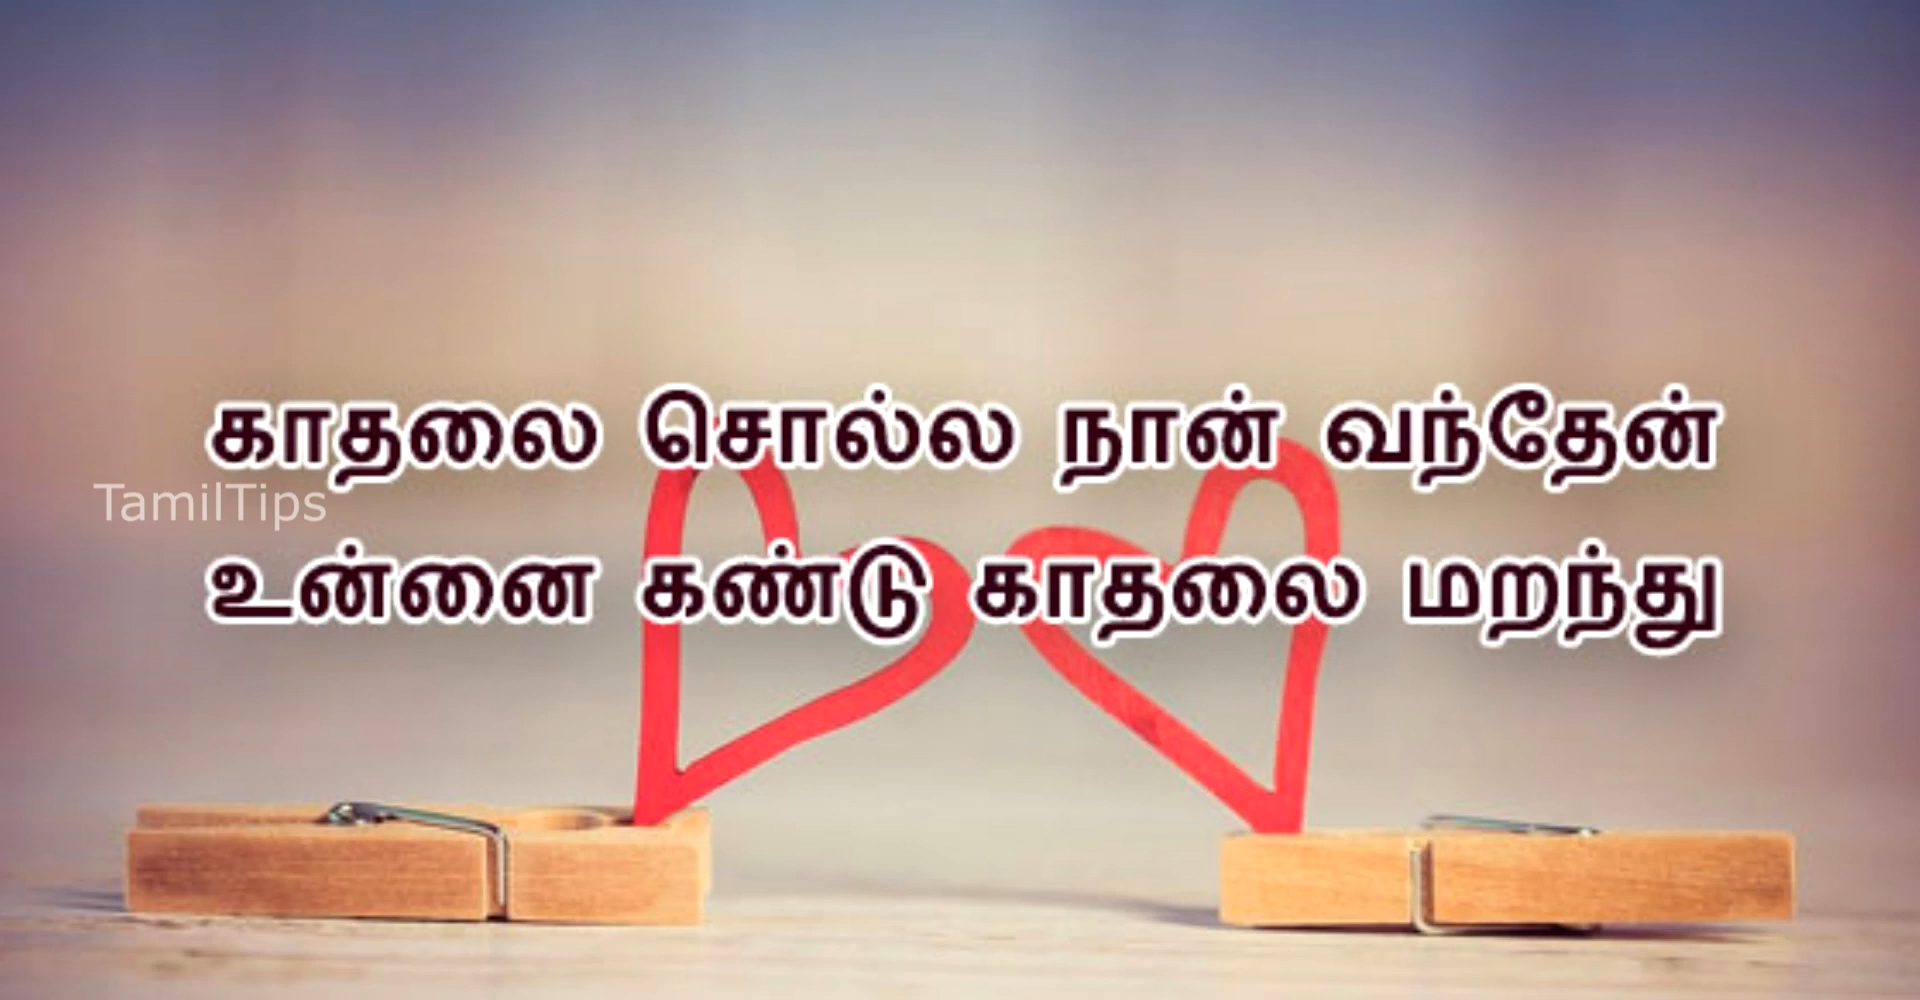 காதலை சொல்ல நான் வந்தேன்
TamilTips
உன்னை கண்டு காதலை மறந்து